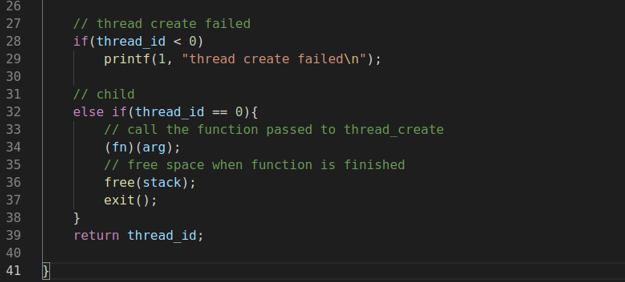 26
27 // thread create failed
28 if(thread_id < 0)
29 printf(1, "thread create failed\n");
30
31 // child
32 else if(thread_id == 0){
33 // call the function passed to thread_create
34 (fn)(arg);
35 // free space when function is finished
36 free(stack);
37 exit();
38 }
39 return thread_id;
40
41 }